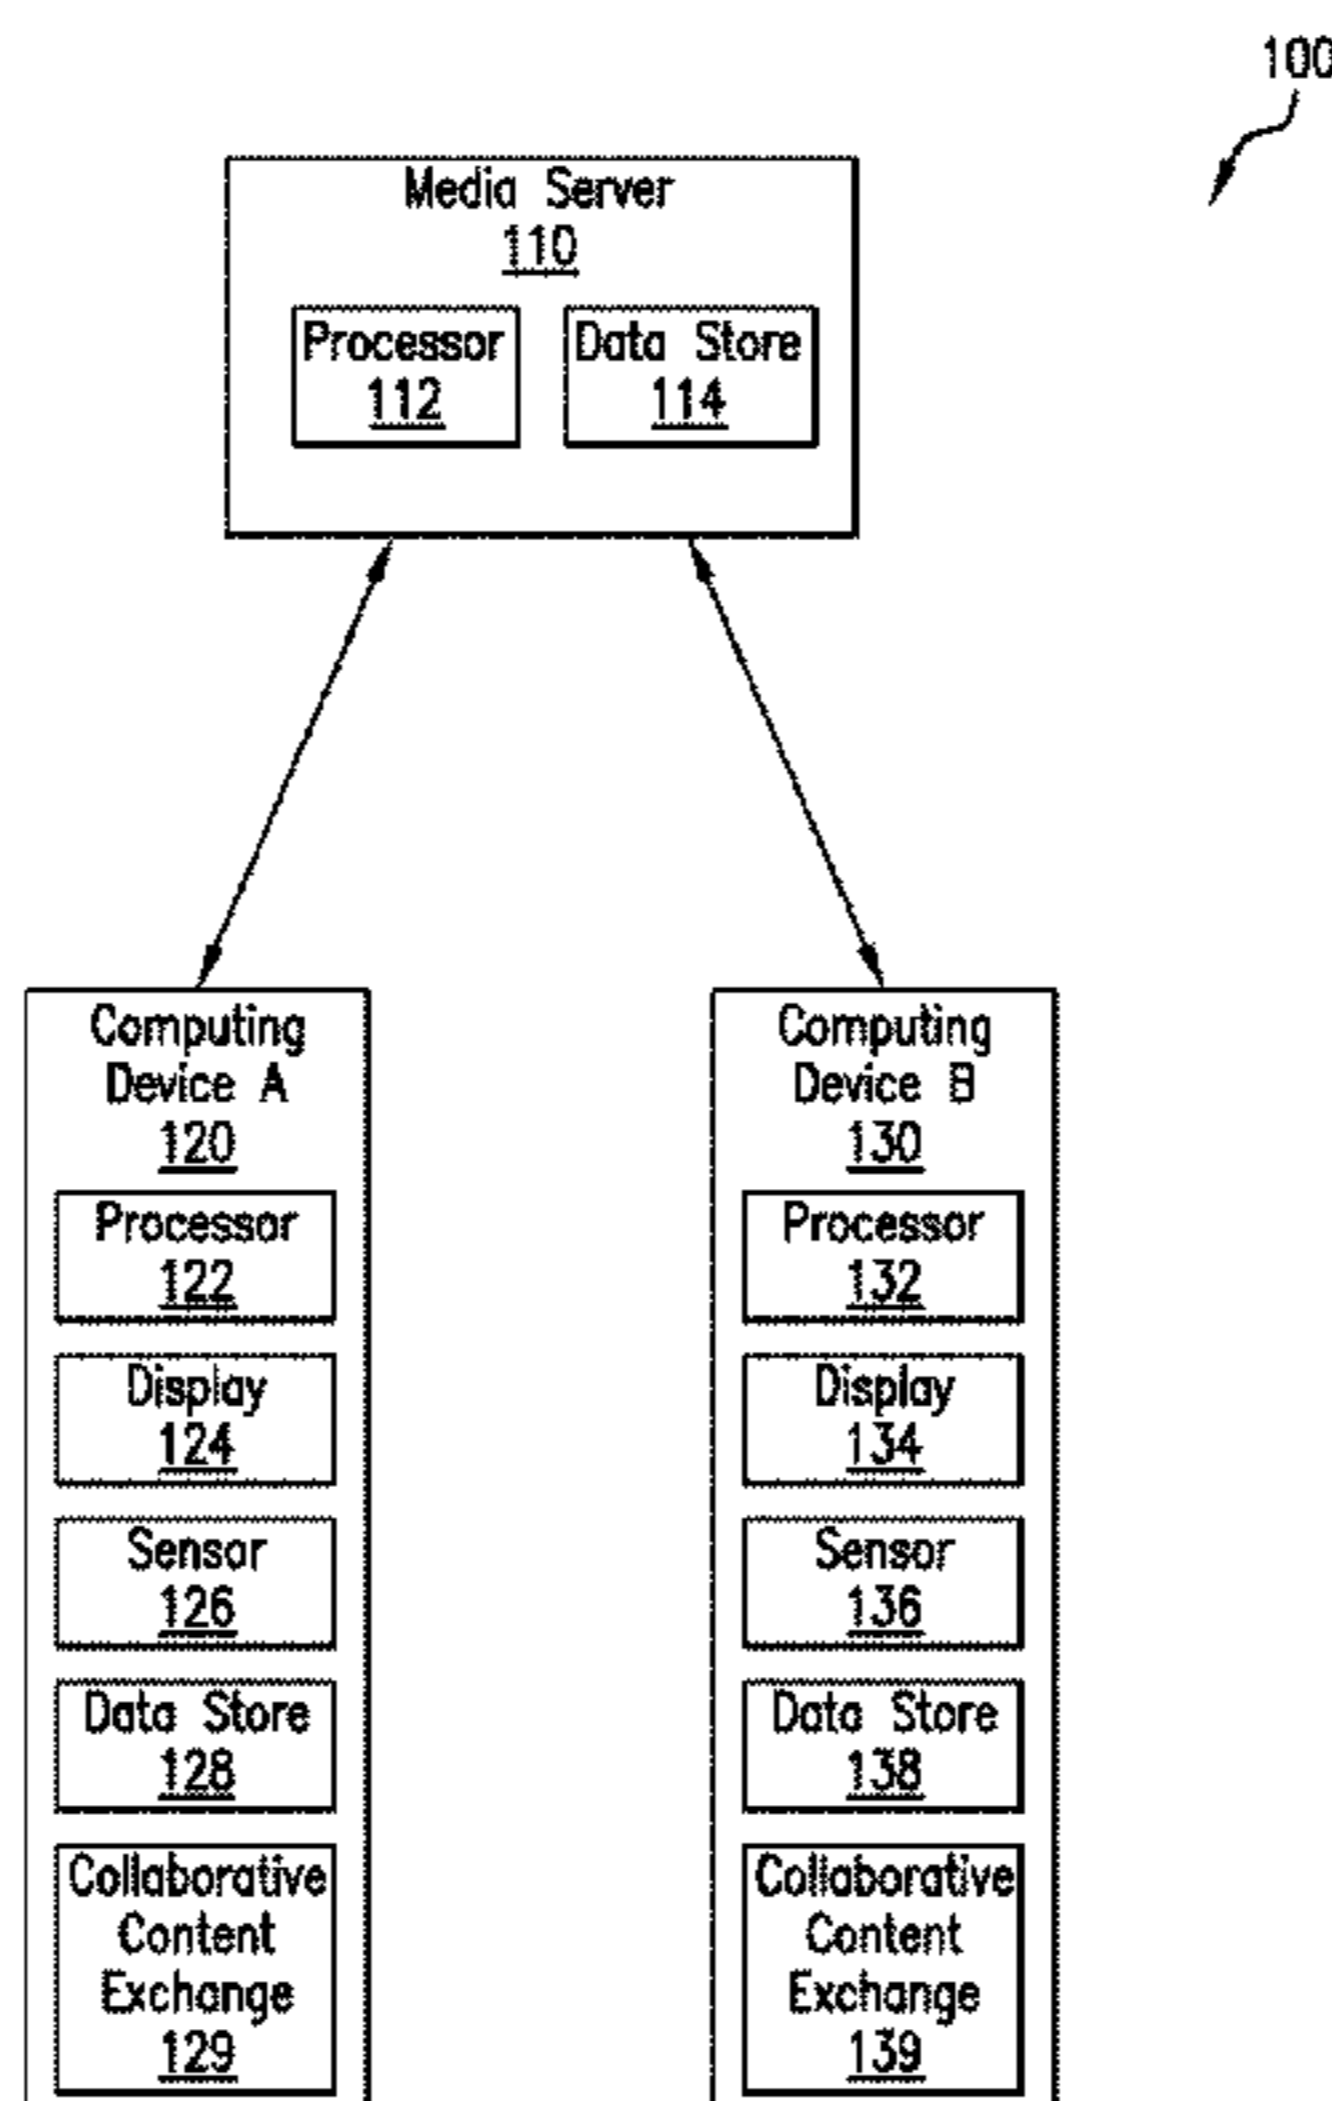 100
Media Server
110
Processor
112
Data Store
114
Computing
Device A
120
Processor
122
Display
124
Sensor
126
Data Store
128
Collaborative
Content
Exchange
129
Computing
Device B
130
Processor
132
Display
134
Sensor
136
Data Store
138
Collaborative
Content
Exchange
139